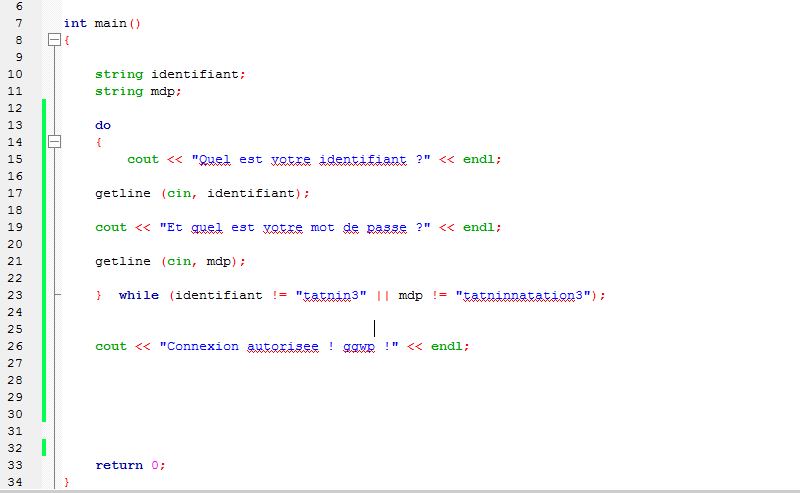 6
7 int main()
8 {
9
10 string identifiant;
11 string mdp;
12
13 do
14 {
15 cout << "Quel est votre identifiant ?" << endl;
16
17 getline (cin, identifiant);
18
19 cout << "Et quel est votre mot de passe ?" << endl;
20
21 getline (cin, mdp);
22
23 } while (identifiant != "tatnin3" || mdp != "tatninnatation3");
24
25
26 cout << "Connexion autorisee ! ggwp !" << endl;
27
28
29
30
31
32
33 return 0;
34 }